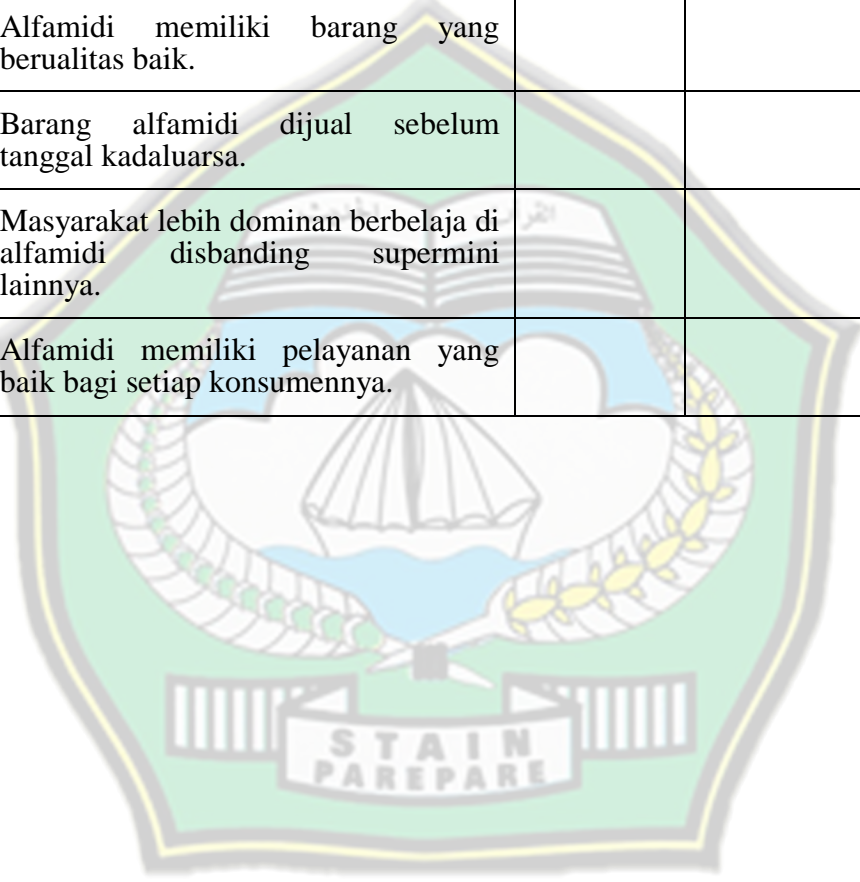 Alfamidi memiliki barang yang
berualitas baik.
Barang alfamidi dijual sebelum
tanggal kadaluarsa.
Masyarakat lebih dominan berbelaja di
alfamidi disbanding supermini
lainnya.
Alfamidi memiliki pelayanan yang
baik bagi setiap konsumennya.
STAIN
PAREPARE